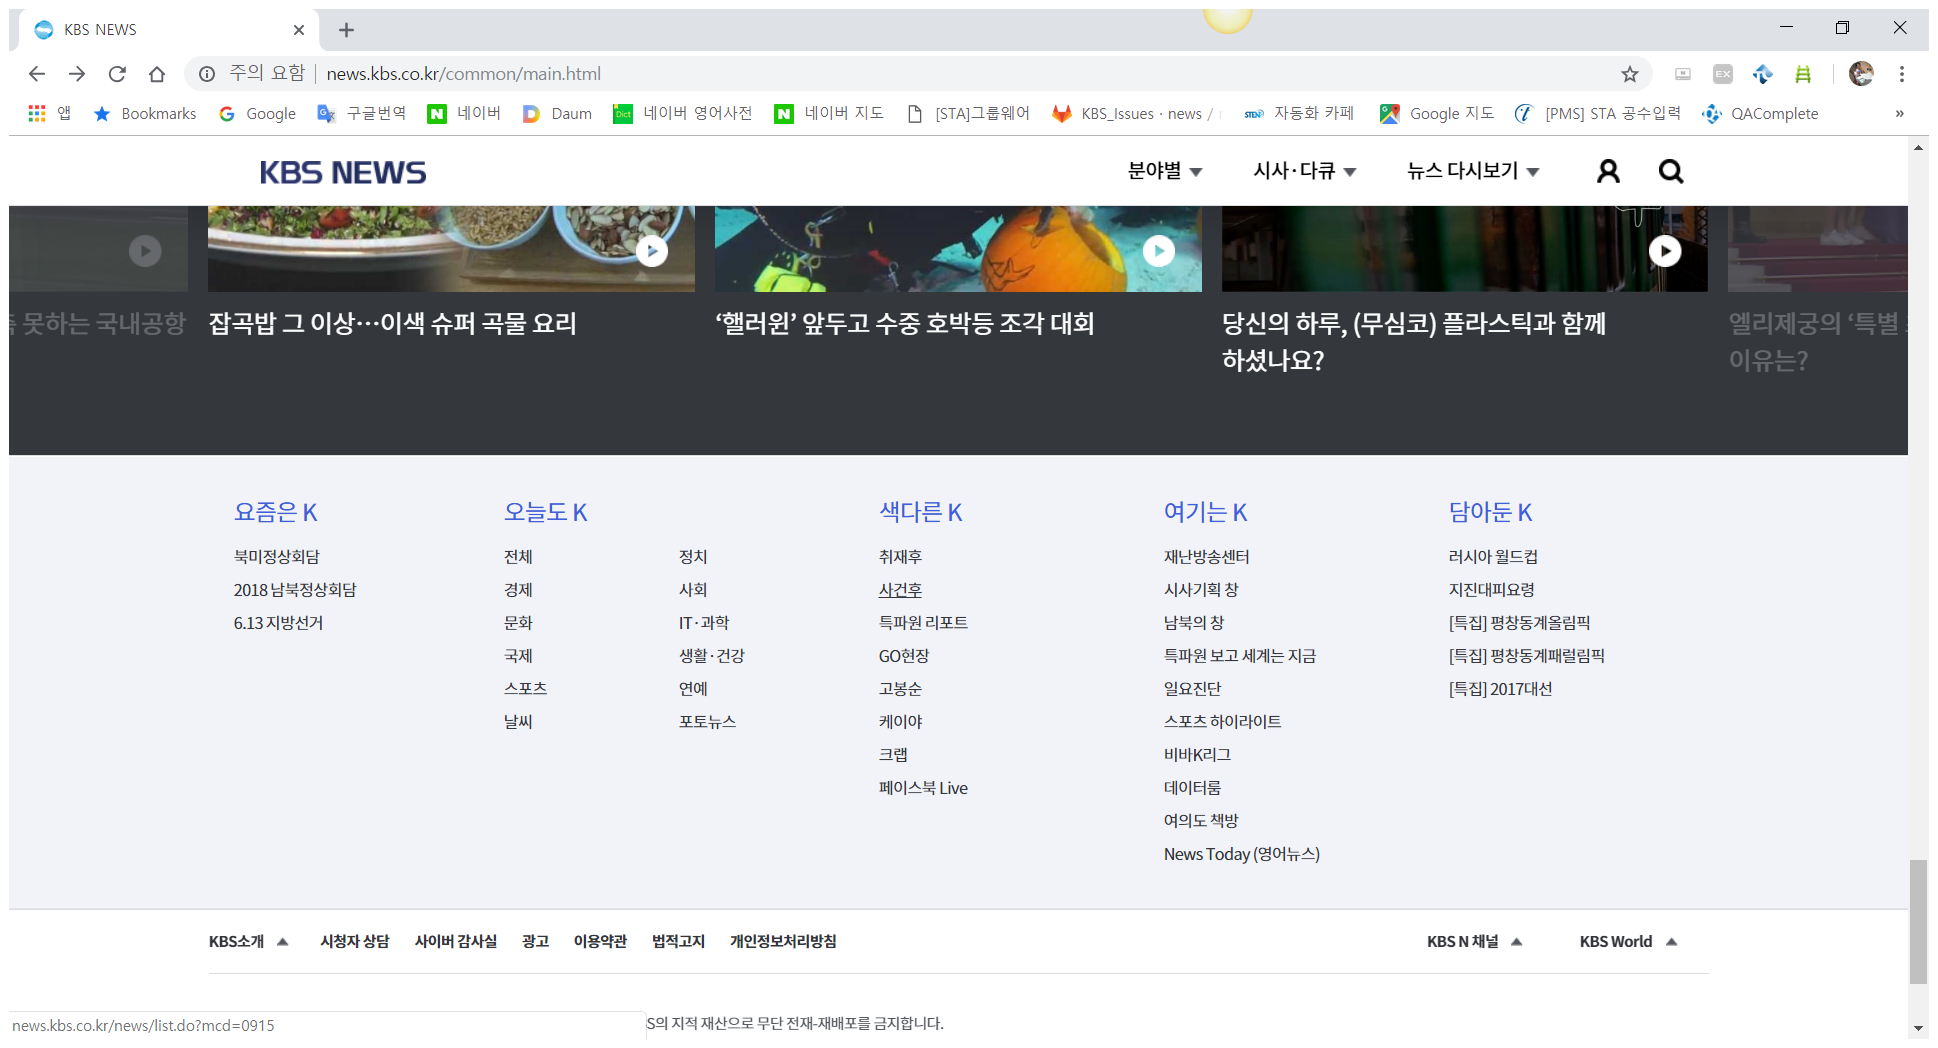 KBS NEWS
주의 요함 | news.kbs.co.kr/common/main.html
EX
앱 Bookmarks Google 구글번역 네이버 Daum 네이버 영어사전 네이버 지도 [STA]그룹웨어 KBS_Issues · news / 자동화 카페 Google 지도 [PMS] STA 공수입력 QAComplete »
KBS NEWS 분야별 시사·다큐 뉴스 다시보기
못하는 국내공항
잡곡밥 그 이상…이색 슈퍼 곡물 요리
‘핼러윈’ 앞두고 수중 호박등 조각 대회
당신의 하루, (무심코) 플라스틱과 함께
하셨나요?
엘리제궁의 ‘특별
이유는?
요즘은 K
북미정상회담
2018 남북정상회담
6.13 지방선거
오늘도 K
전체 정치
경제 사회
문화 IT·과학
국제 생활·건강
스포츠 연예
날씨 포토뉴스
색다른 K
취재후
사건후
특파원 리포트
GO현장
고봉순
케이야
크랩
페이스북 Live
여기는 K
재난방송센터
시사기획 창
남북의 창
특파원 보고 세계는 지금
일요진단
스포츠 하이라이트
비바K리그
데이터룸
여의도 책방
News Today (영어뉴스)
담아둔 K
러시아 월드컵
지진대피요령
[특집] 평창동계올림픽
[특집] 평창동계패럴림픽
[특집] 2017대선
KBS소개 시청자 상담 사이버 감사실 광고 이용약관 법적고지 개인정보처리방침 KBS N 채널 KBS World
S의 지적 재산으로 무단 전재-재배포를 금지합니다.
news.kbs.co.kr/news/list.do?mcd=0915